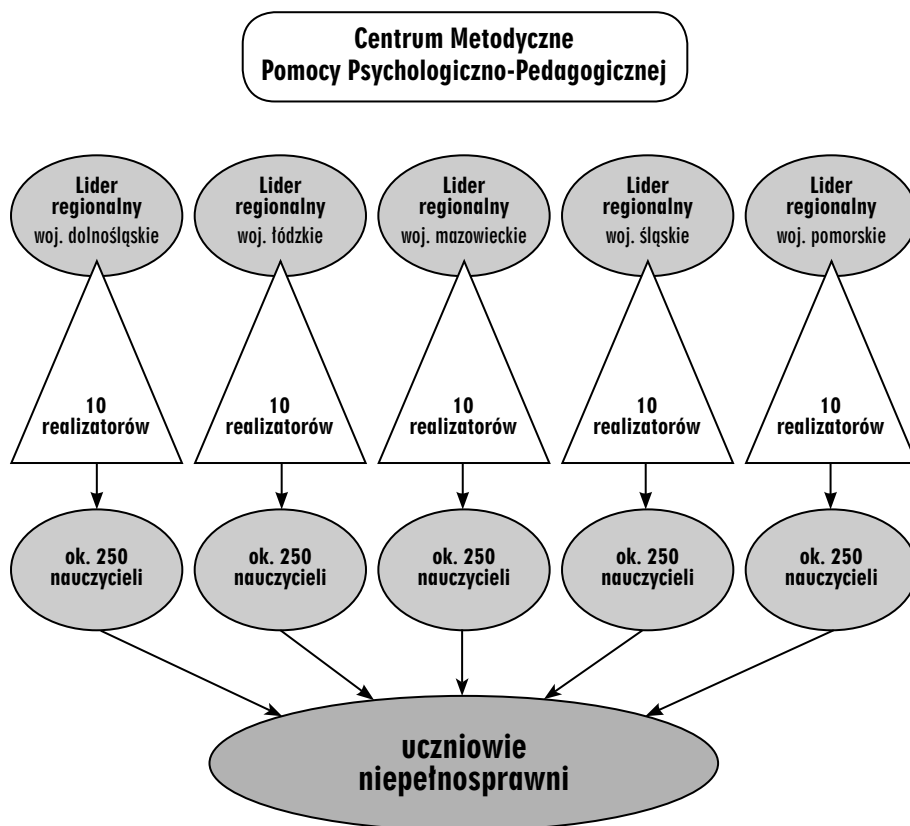 Centrum Metodyczne
Pomocy Psychologiczno-Pedagogicznej
Lider
regionalny
woj. dolnośląskie
Lider
regionalny
woj. łódzkie
Lider
regionalny
woj. mazowieckie
Lider
regionalny
woj. śląskie
Lider
regionalny
woj. pomorskie
10
realizatorów
10
realizatorów
10
realizatorów
10
realizatorów
10
realizatorów
ok. 250
nauczycieli
ok. 250
nauczycieli
ok. 250
nauczycieli
ok. 250
nauczycieli
ok. 250
nauczycieli
uczniowie
niepełnosprawni